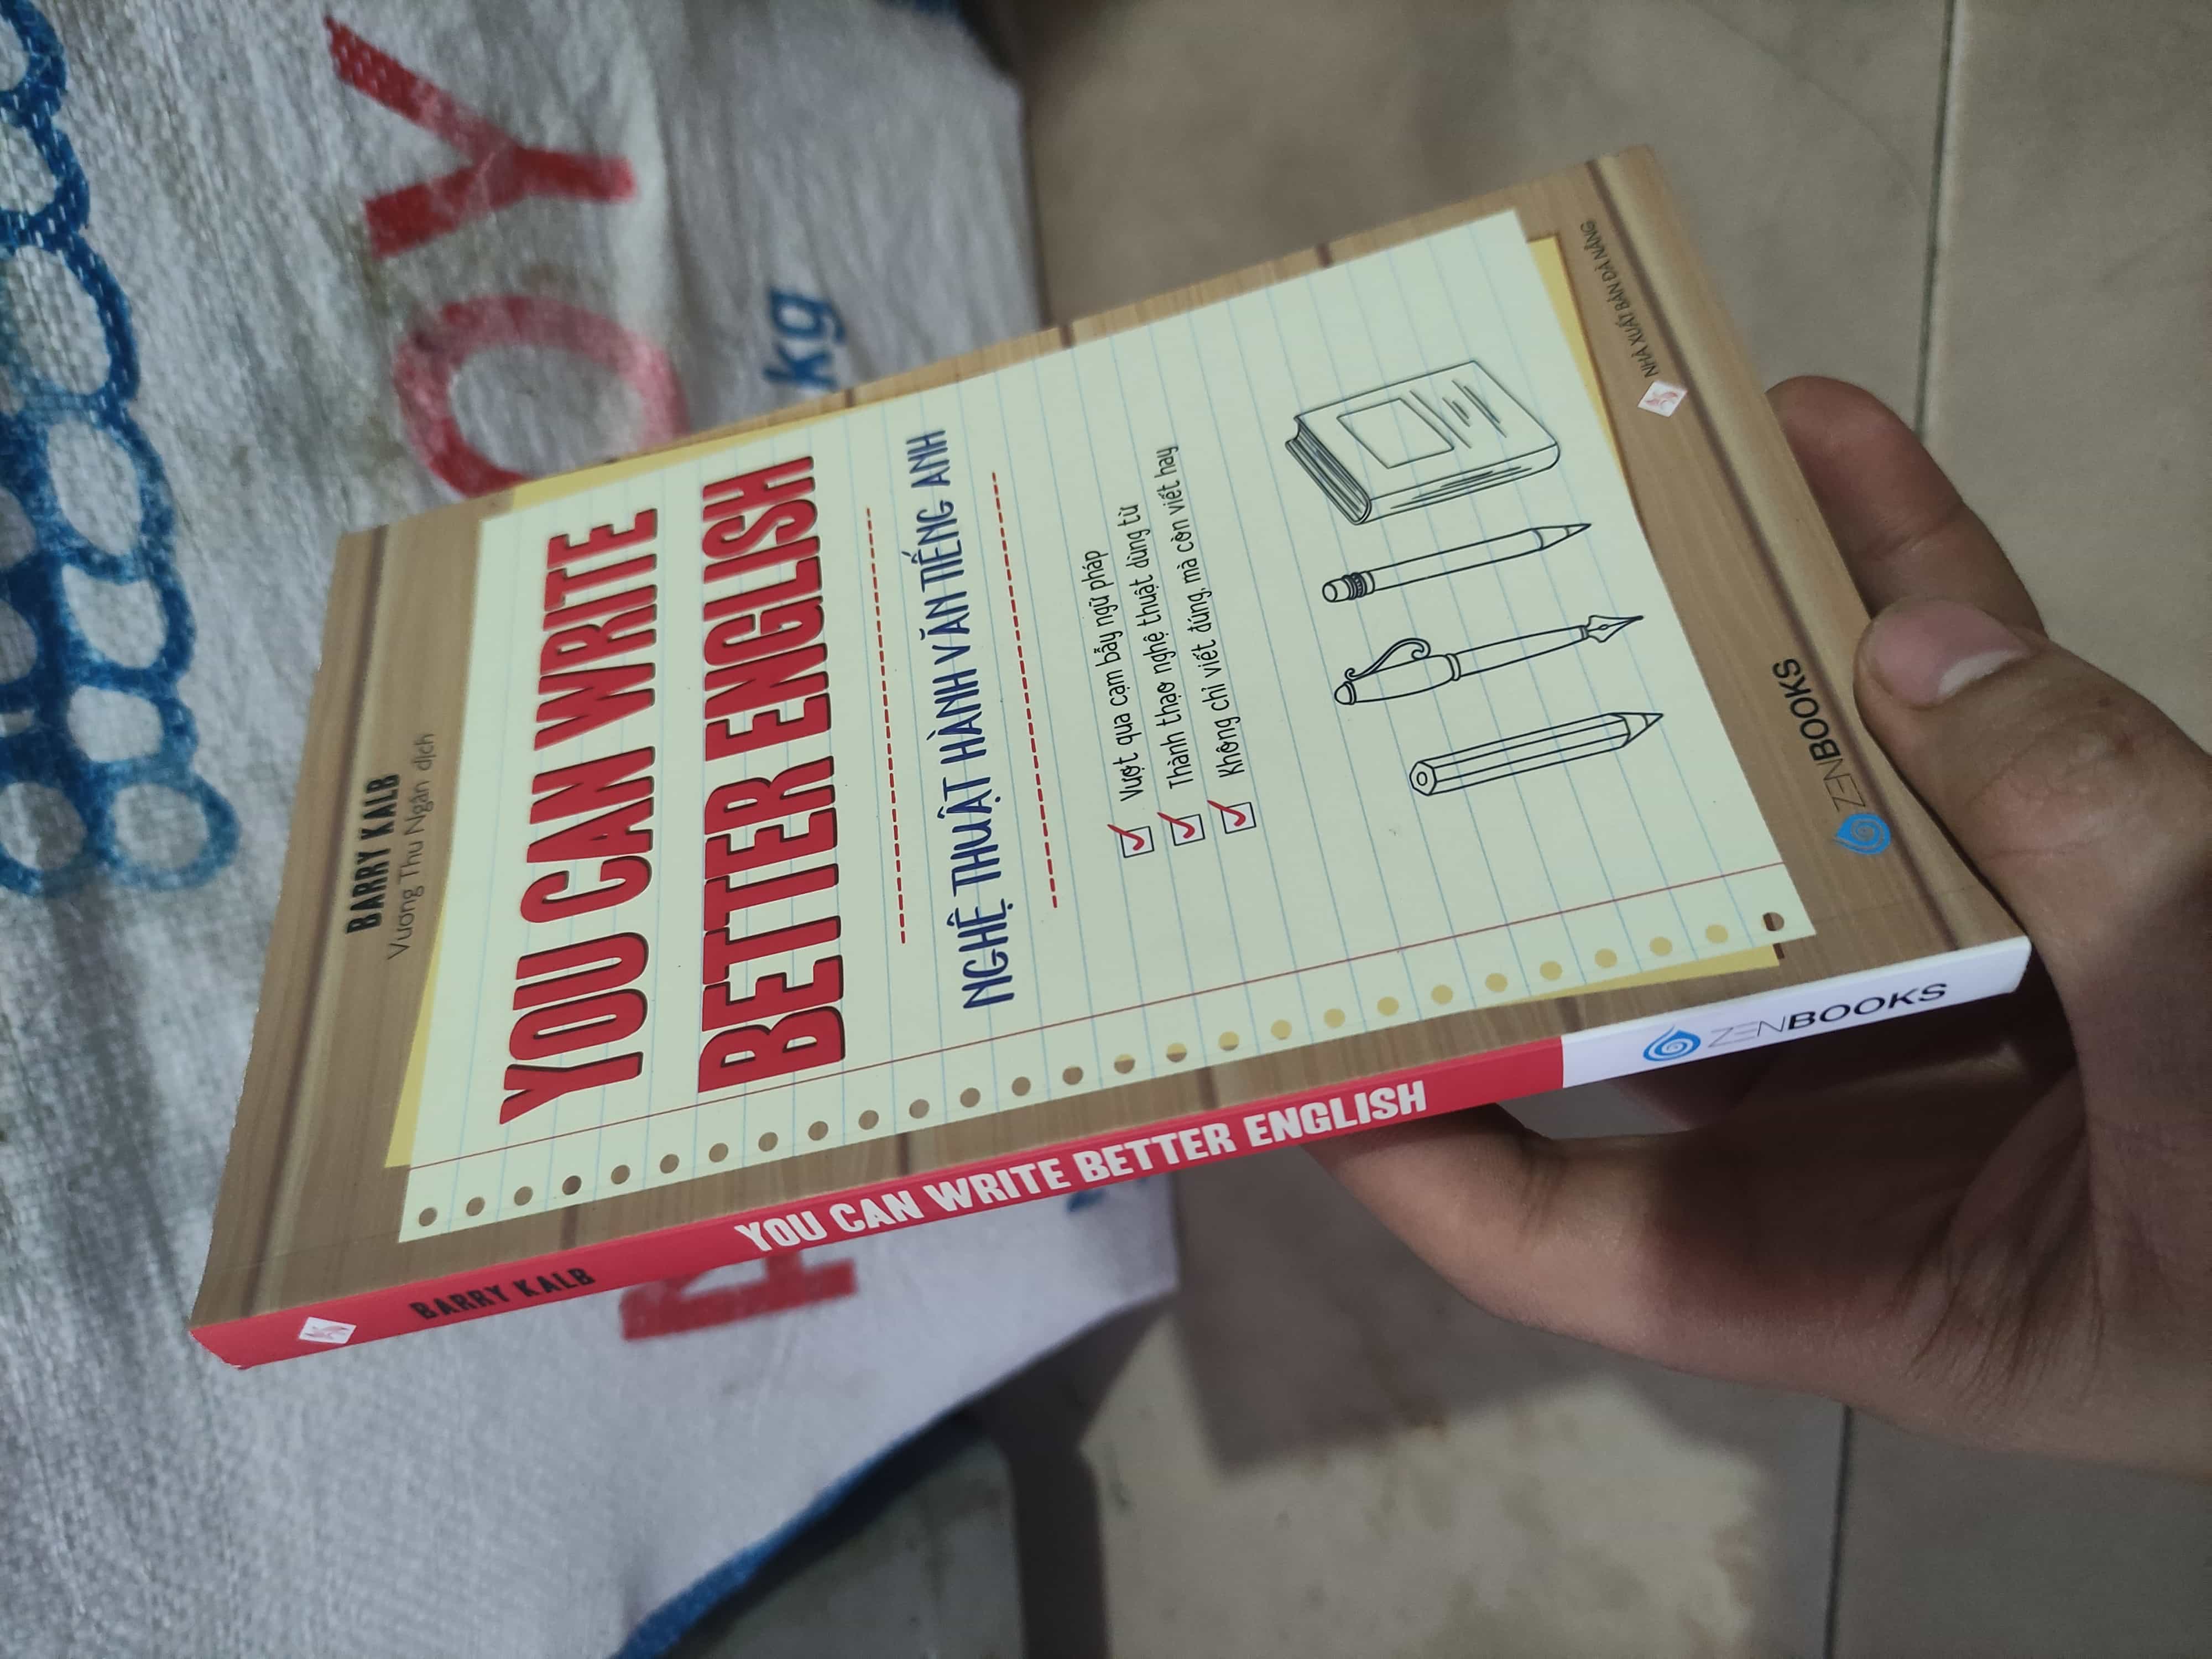 BARRY KALB
Vương Thu Ngân dịch
YOU CAN WRITE
BETTER ENGLISH
NGHỆ THUẬT HÀNH VĂN TIẾNG ANH
Vượt qua cạm bẫy ngữ pháp
Thành thạo nghệ thuật dùng từ
Không chỉ viết đúng, mà còn viết hay
ZENBOOKS
NHÀ XUẤT BẢN ĐÀ NẴNG
BARRY KALB
YOU CAN WRITE BETTER ENGLISH
ZENBOOKS
OY
kg